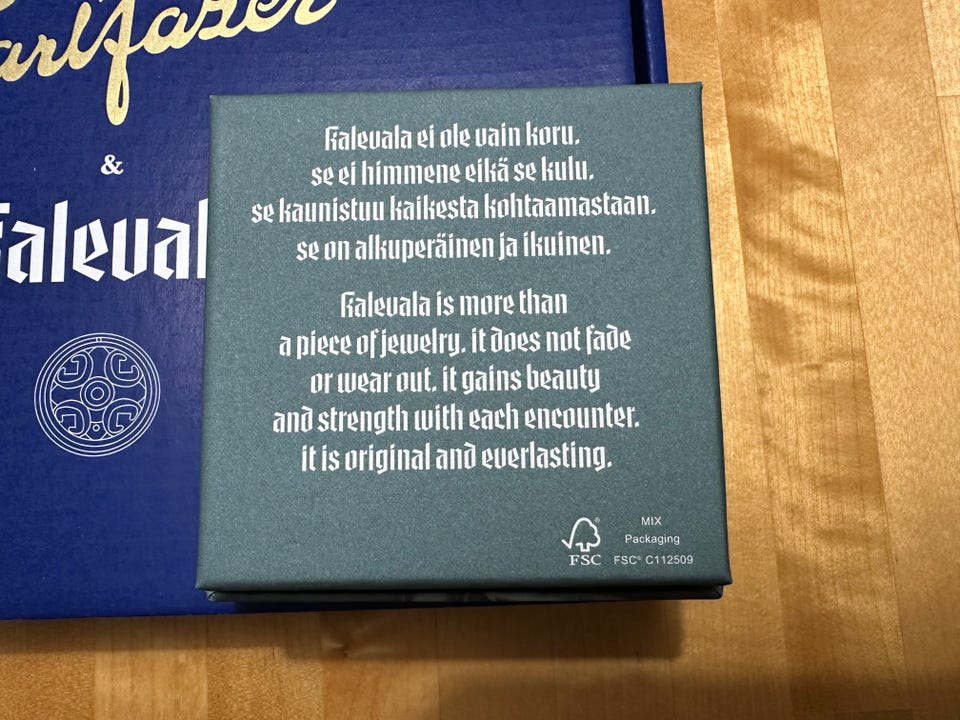 arl Fazer
&
kaleval
kalevala ei ole vain koru.
se ei himmene eikä se kulu.
se kaunistuu kaikesta kohtaamastaan.
se on alkuperäinen ja ikuinen.
kalevala is more than
a piece of jewelry. it does not fade
or wear out. it gains beauty
and strength with each encounter.
it is original and everlasting.
FSC®
MIX
Packaging
FSC® C112509